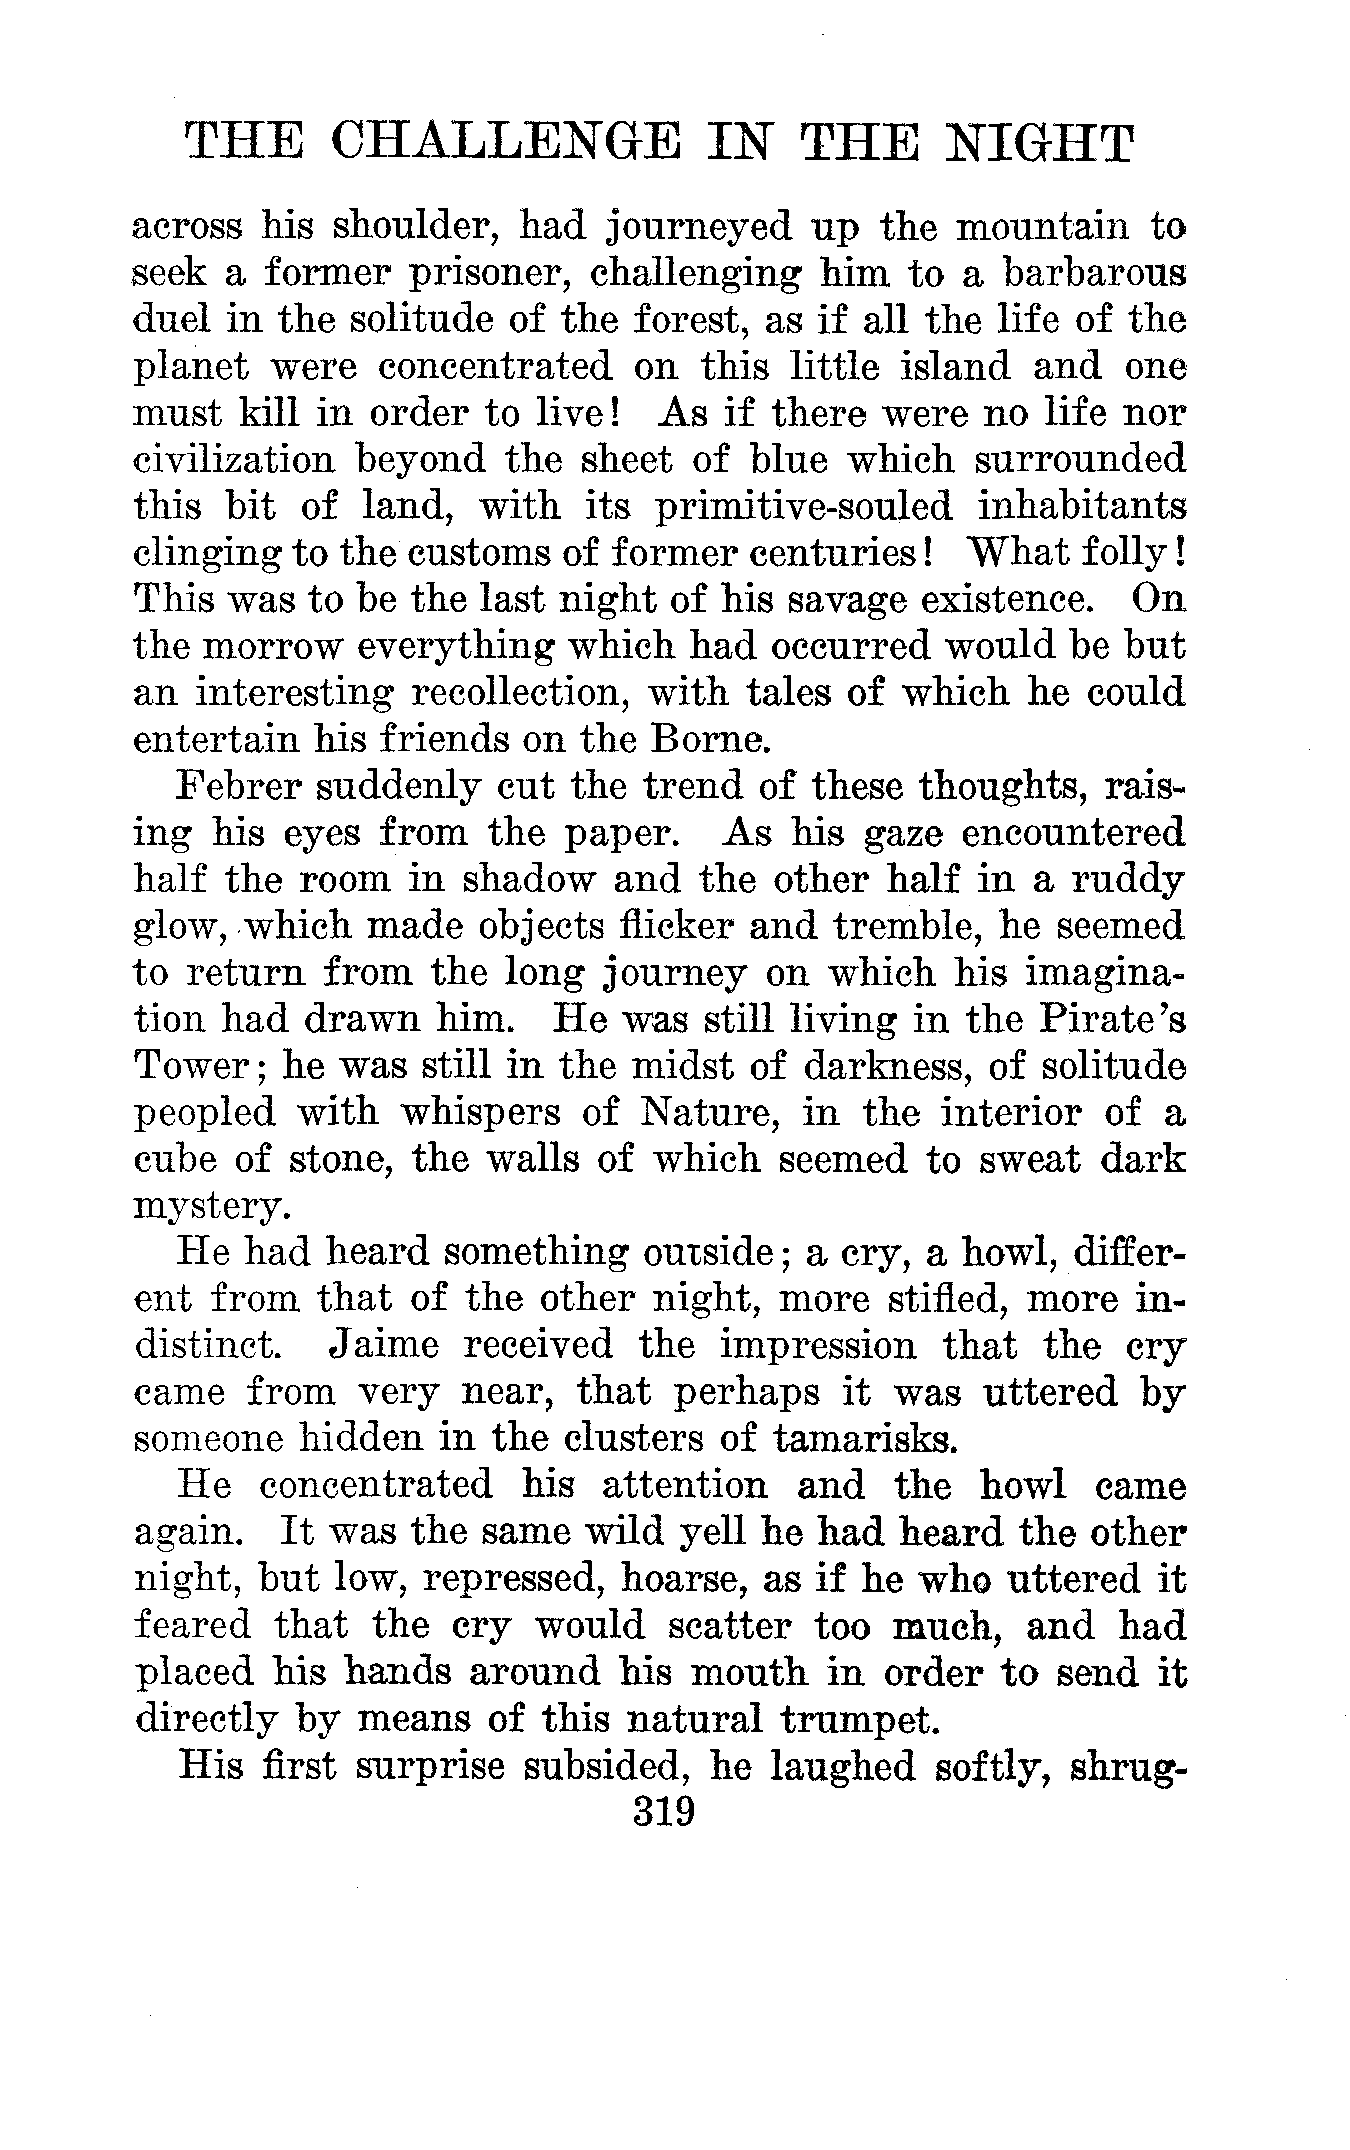 THE CHALLENGE IN THE NIGHT
across his shoulder, had journeyed up the mountain to
seek a former prisoner, challenging him to a barbarous
duel in the solitude of the forest, as if all the life of the
planet were concentrated on this little island and one
must kill in order to live! As if there were no life nor
civilization beyond the sheet of blue which surrounded
this bit of land, with its primitive-souled inhabitants
clinging to the customs of former centuries! What folly!
This was to be the last night of his savage existence. On
the morrow everything which had occurred would be but
an interesting recollection, with tales of which he could
entertain his friends on the Borne.
Febrer suddenly cut the trend of these thoughts, rais-
ing his eyes from the paper. As his gaze encountered
half the room in shadow and the other half in a ruddy
glow, which made objects flicker and tremble, he seemed
to return from the long journey on which his imagina-
tion had drawn him. He was still living in the Pirate's
Tower; he was still in the midst of darkness, of solitude
peopled with whispers of Nature, in the interior of a
cube of stone, the walls of which seemed to sweat dark
mystery.
He had heard something outside; a cry, a howl, differ-
ent from that of the other night, more stifled, more in-
distinct. Jaime received the impression that the cry
came from very near, that perhaps it was uttered by
someone hidden in the clusters of tamarisks.
He concentrated his attention and the howl came
again. It was the same wild yell he had heard the other
night, but low, repressed, hoarse, as if he who uttered it
feared that the cry would scatter too much, and had
placed his hands around his mouth in order to send it
directly by means of this natural trumpet.
His first surprise subsided, he laughed softly, shrug-
319